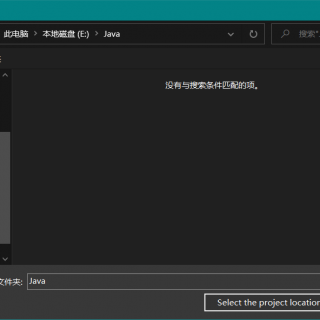 此电脑 > 本地磁盘 (E:) > Java
搜索"
没有与搜索条件匹配的项。
文件夹: Java
Select the project location